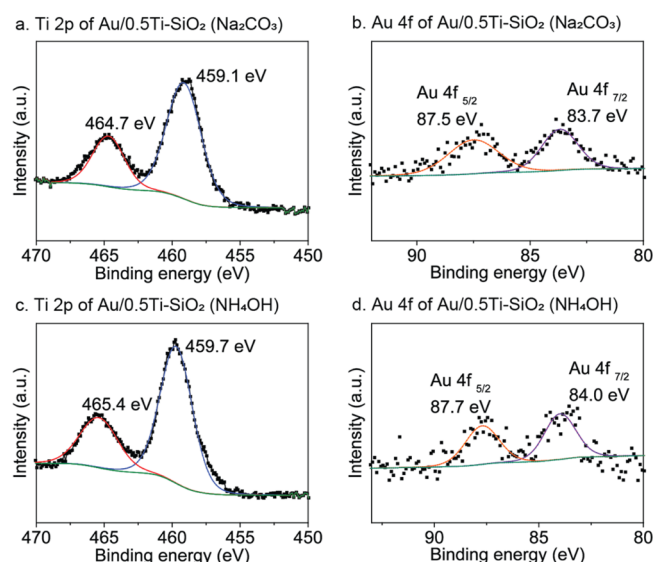 a. Ti 2p of Au/0.5Ti-SiO₂ (Na₂CO₃)
Intensity (a.u.)
464.7 eV
459.1 eV
470 465 460 455 450
Binding energy (eV)
b. Au 4f of Au/0.5Ti-SiO₂ (Na₂CO₃)
Intensity (a.u.)
Au 4f 5/2
87.5 eV
Au 4f 7/2
83.7 eV
90 85 80
Binding energy (eV)
c. Ti 2p of Au/0.5Ti-SiO₂ (NH₄OH)
Intensity (a.u.)
465.4 eV
459.7 eV
470 465 460 455 450
Binding energy (eV)
d. Au 4f of Au/0.5Ti-SiO₂ (NH₄OH)
Intensity (a.u.)
Au 4f 5/2
87.7 eV
Au 4f 7/2
84.0 eV
90 85 80
Binding energy (eV)